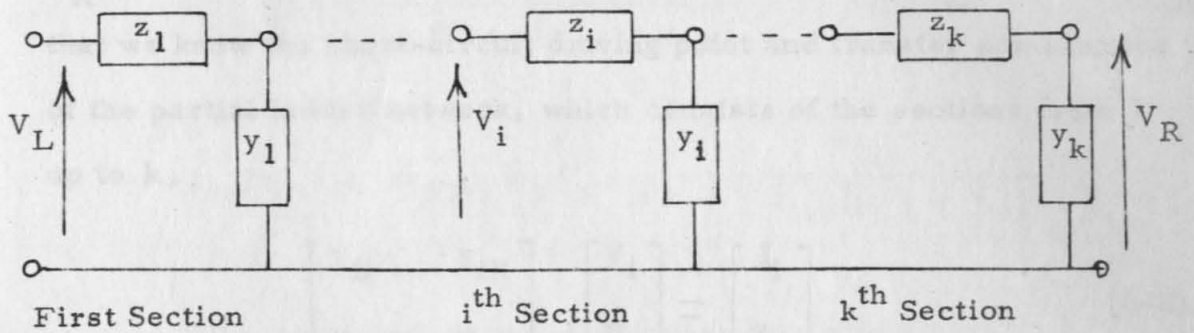 z1 zi zk
VL y1 Vi yi yk VR
First Section ith Section kth Section
that we know the short-circuit driving point and transfer
of the partial network, which consists of the sections from
up to k.